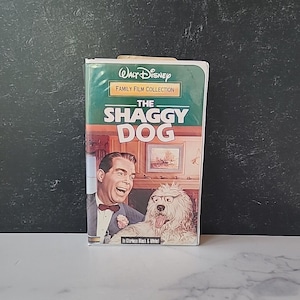 Walt Disney
FAMILY FILM COLLECTION
THE
SHAGGY
DOG
In Glorious Black & White!